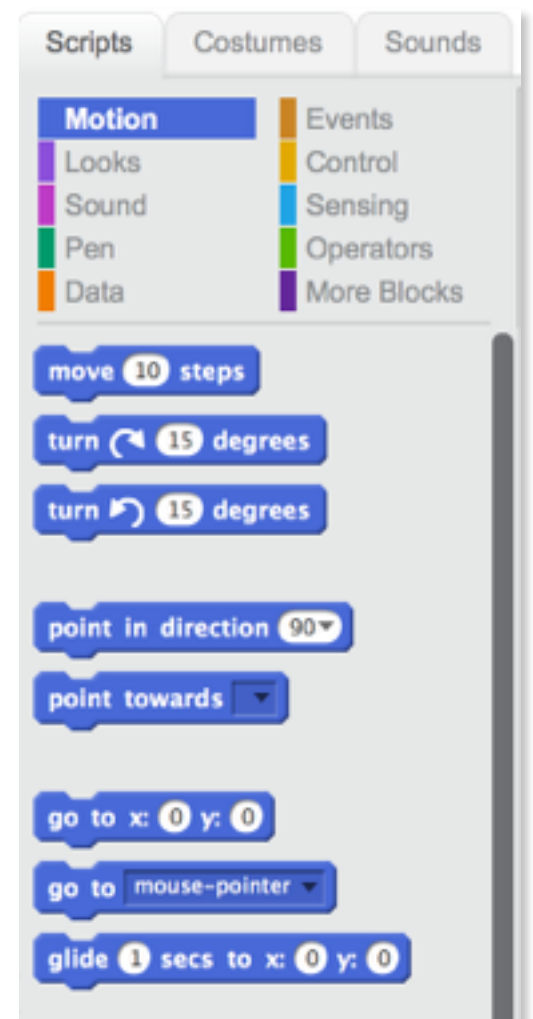 Scripts Costumes Sounds
Motion Events
Looks Control
Sound Sensing
Pen Operators
Data More Blocks
move 10 steps
turn 15 degrees
turn 15 degrees
point in direction 90
point towards
go to x: 0 y: 0
go to mouse-pointer
glide 1 secs to x: 0 y: 0